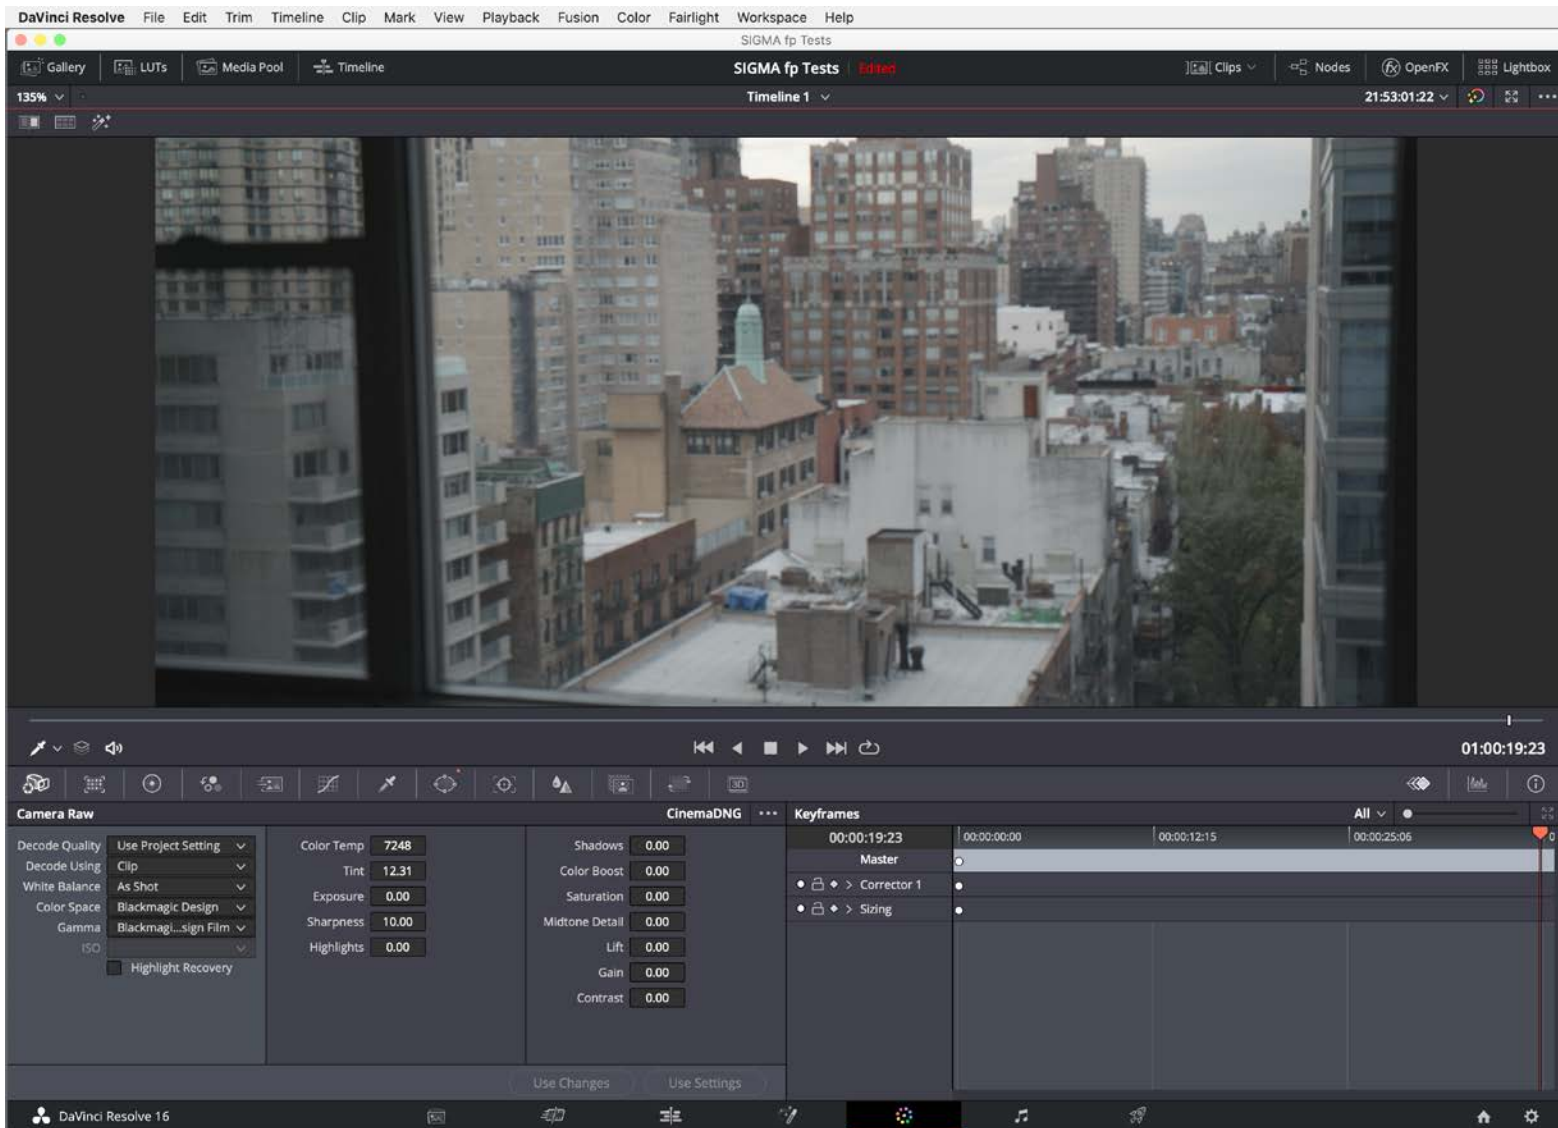 DaVinci Resolve File Edit Trim Timeline Clip Mark View Playback Fusion Color Fairlight Workspace Help
SIGMA fp Tests
Gallery LUTs Media Pool Timeline SIGMA fp Tests Edited Clips Nodes OpenFX Lightbox
135% Timeline 1 21:53:01:22
01:00:19:23
3D
Camera Raw CinemaDNG Keyframes All
Decode Quality Use Project Setting
Decode Using Clip
White Balance As Shot
Color Space Blackmagic Design
Gamma Blackmagi...sign Film
ISO
Highlight Recovery
Color Temp 7248
Tint 12.31
Exposure 0.00
Sharpness 10.00
Highlights 0.00
Shadows 0.00
Color Boost 0.00
Saturation 0.00
Midtone Detail 0.00
Lift 0.00
Gain 0.00
Contrast 0.00
Use Changes Use Settings
00:00:19:23 00:00:00:00 00:00:12:15 00:00:25:06
Master
Corrector 1
Sizing
DaVinci Resolve 16